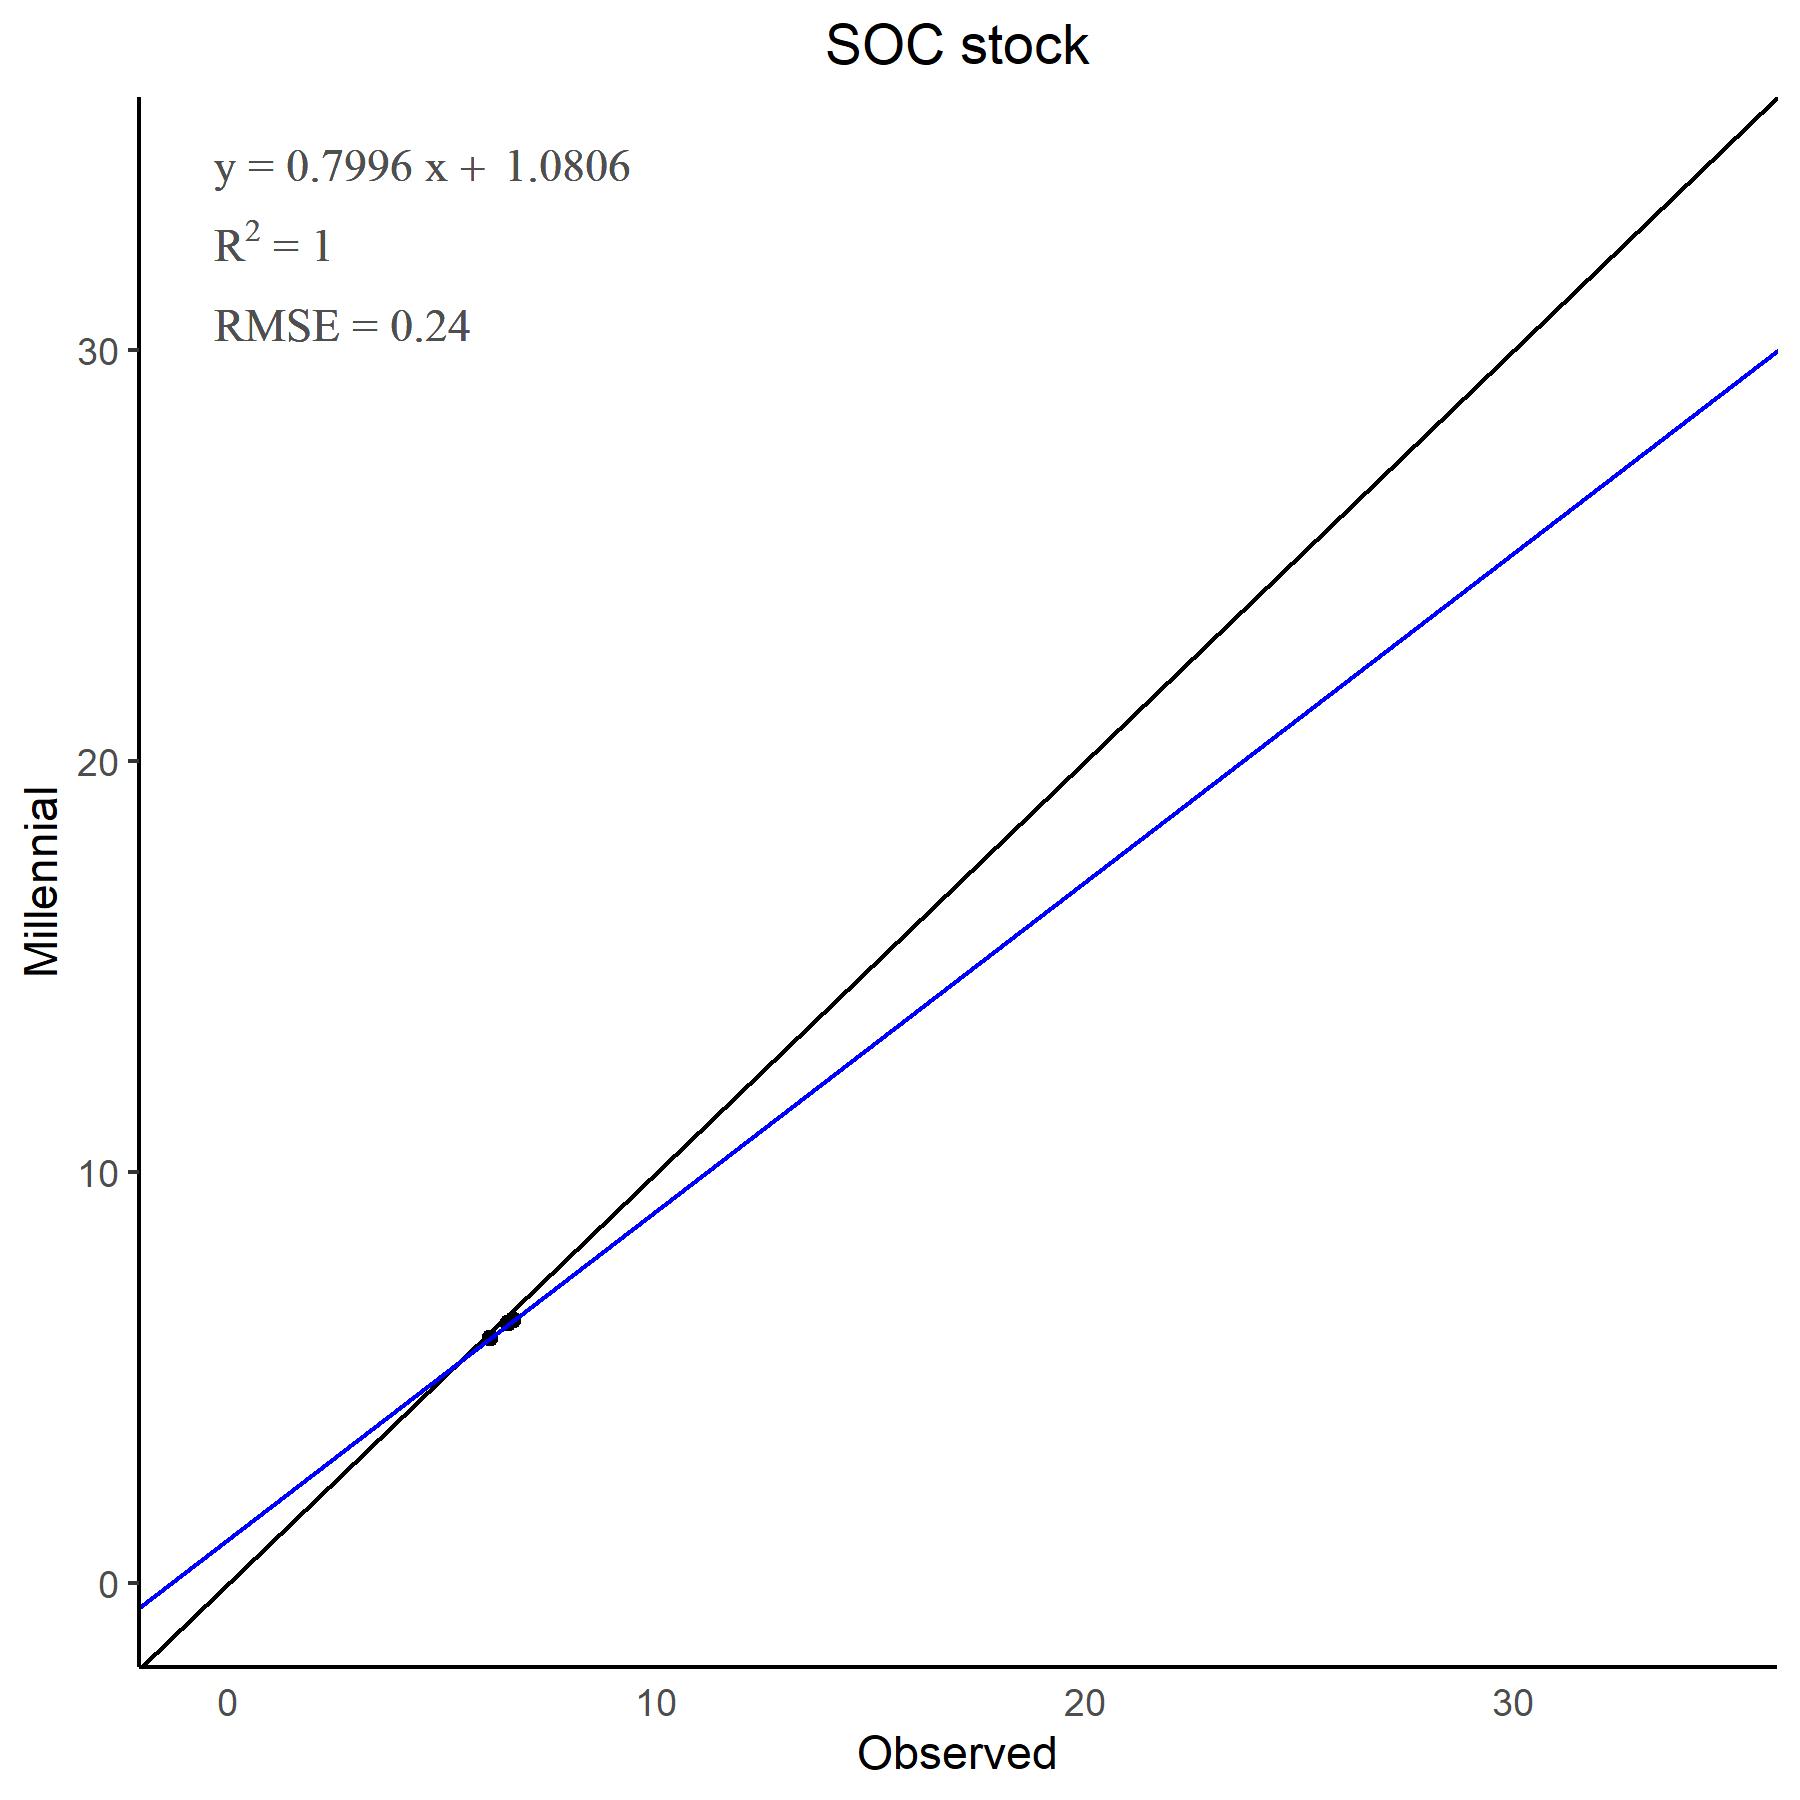 SOC stock
y = 0.7996 x + 1.0806
R² = 1
RMSE = 0.24
30
20
10
0
Millennial
0 10 20 30
Observed